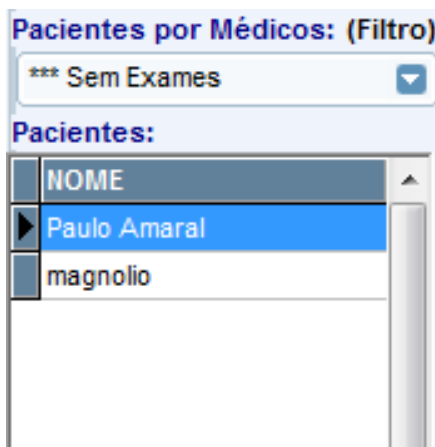 Pacientes por Médicos: (Filtro)
*** Sem Exames
Pacientes:
NOME
Paulo Amaral
magnolio